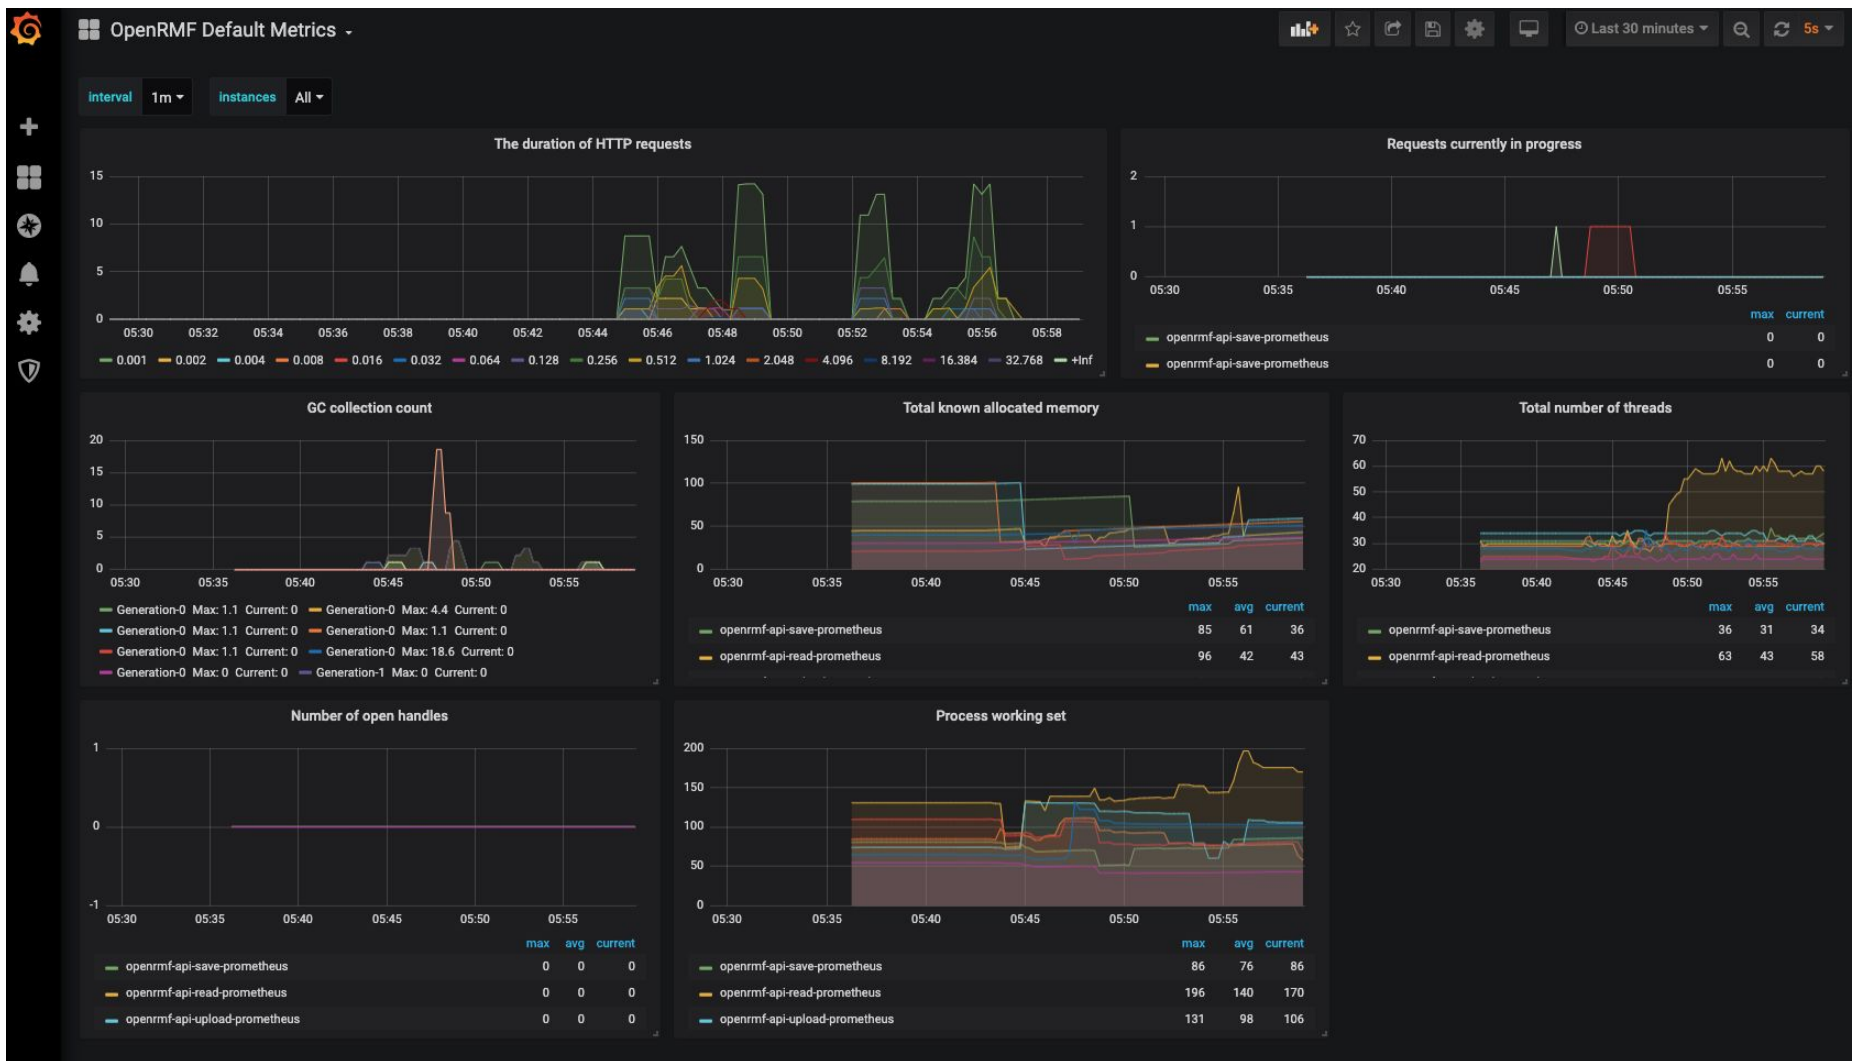 OpenRMF Default Metrics
Last 30 minutes 5s
interval 1m instances All
The duration of HTTP requests
15
10
5
0
05:30 05:32 05:34 05:36 05:38 05:40 05:42 05:44 05:46 05:48 05:50 05:52 05:54 05:56 05:58
0.001 0.002 0.004 0.008 0.016 0.032 0.064 0.128 0.256 0.512 1.024 2.048 4.096 8.192 16.384 32.768 +Inf
Requests currently in progress
2
1
0
05:30 05:35 05:40 05:45 05:50 05:55
max current
openrmf-api-save-prometheus 0 0
openrmf-api-save-prometheus 0 0
GC collection count
20
15
10
5
0
05:30 05:35 05:40 05:45 05:50 05:55
Generation-0 Max: 1.1 Current: 0 Generation-0 Max: 4.4 Current: 0
Generation-0 Max: 1.1 Current: 0 Generation-0 Max: 1.1 Current: 0
Generation-0 Max: 1.1 Current: 0 Generation-0 Max: 18.6 Current: 0
Generation-0 Max: 0 Current: 0 Generation-1 Max: 0 Current: 0
Total known allocated memory
150
100
50
0
05:30 05:35 05:40 05:45 05:50 05:55
max avg current
openrmf-api-save-prometheus 85 61 36
openrmf-api-read-prometheus 96 42 43
Total number of threads
70
60
50
40
30
20
05:30 05:35 05:40 05:45 05:50 05:55
max avg current
openrmf-api-save-prometheus 36 31 34
openrmf-api-read-prometheus 63 43 58
Number of open handles
1
0
-1
05:30 05:35 05:40 05:45 05:50 05:55
max avg current
openrmf-api-save-prometheus 0 0 0
openrmf-api-read-prometheus 0 0 0
openrmf-api-upload-prometheus 0 0 0
Process working set
200
150
100
50
0
05:30 05:35 05:40 05:45 05:50 05:55
max avg current
openrmf-api-save-prometheus 86 76 86
openrmf-api-read-prometheus 196 140 170
openrmf-api-upload-prometheus 131 98 106